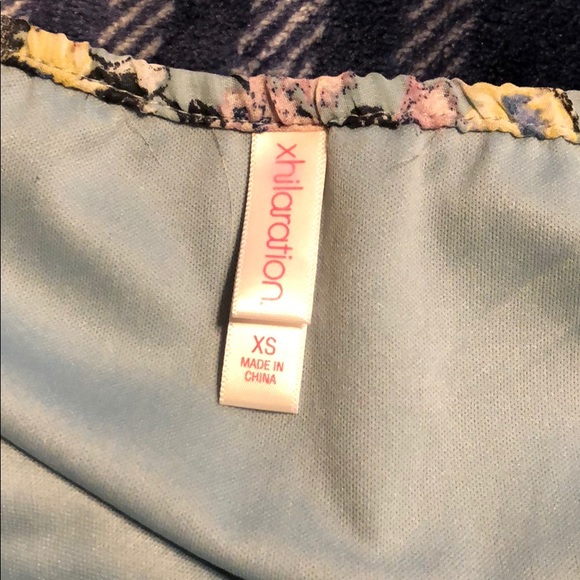 xhilaration.
XS
MADE IN
CHINA